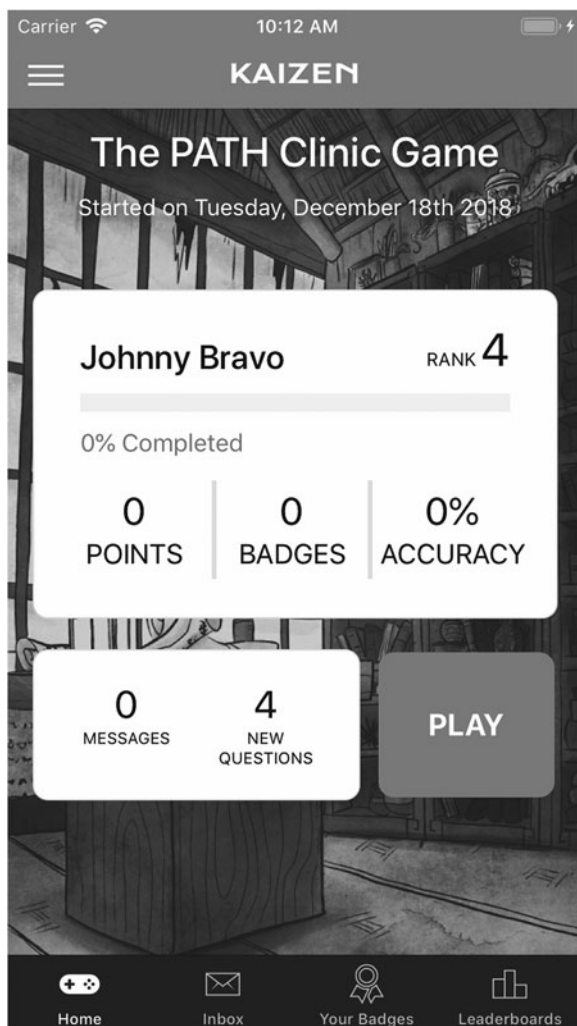 Carrier 10:12 AM
KAIZEN
The PATH Clinic Game
Started on Tuesday, December 18th 2018
Johnny Bravo RANK 4
0% Completed
0 0 0%
POINTS BADGES ACCURACY
0 4
MESSAGES NEW
QUESTIONS
PLAY
Home Inbox Your Badges Leaderboards